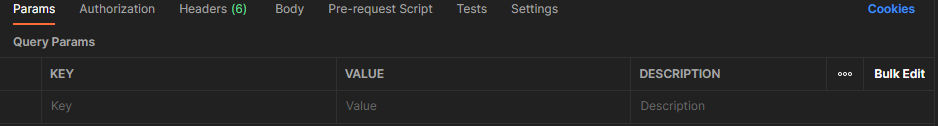 Params Authorization Headers (6) Body Pre-request Script Tests Settings Cookies
Query Params
KEY VALUE DESCRIPTION ooo Bulk Edit
Key Value Description